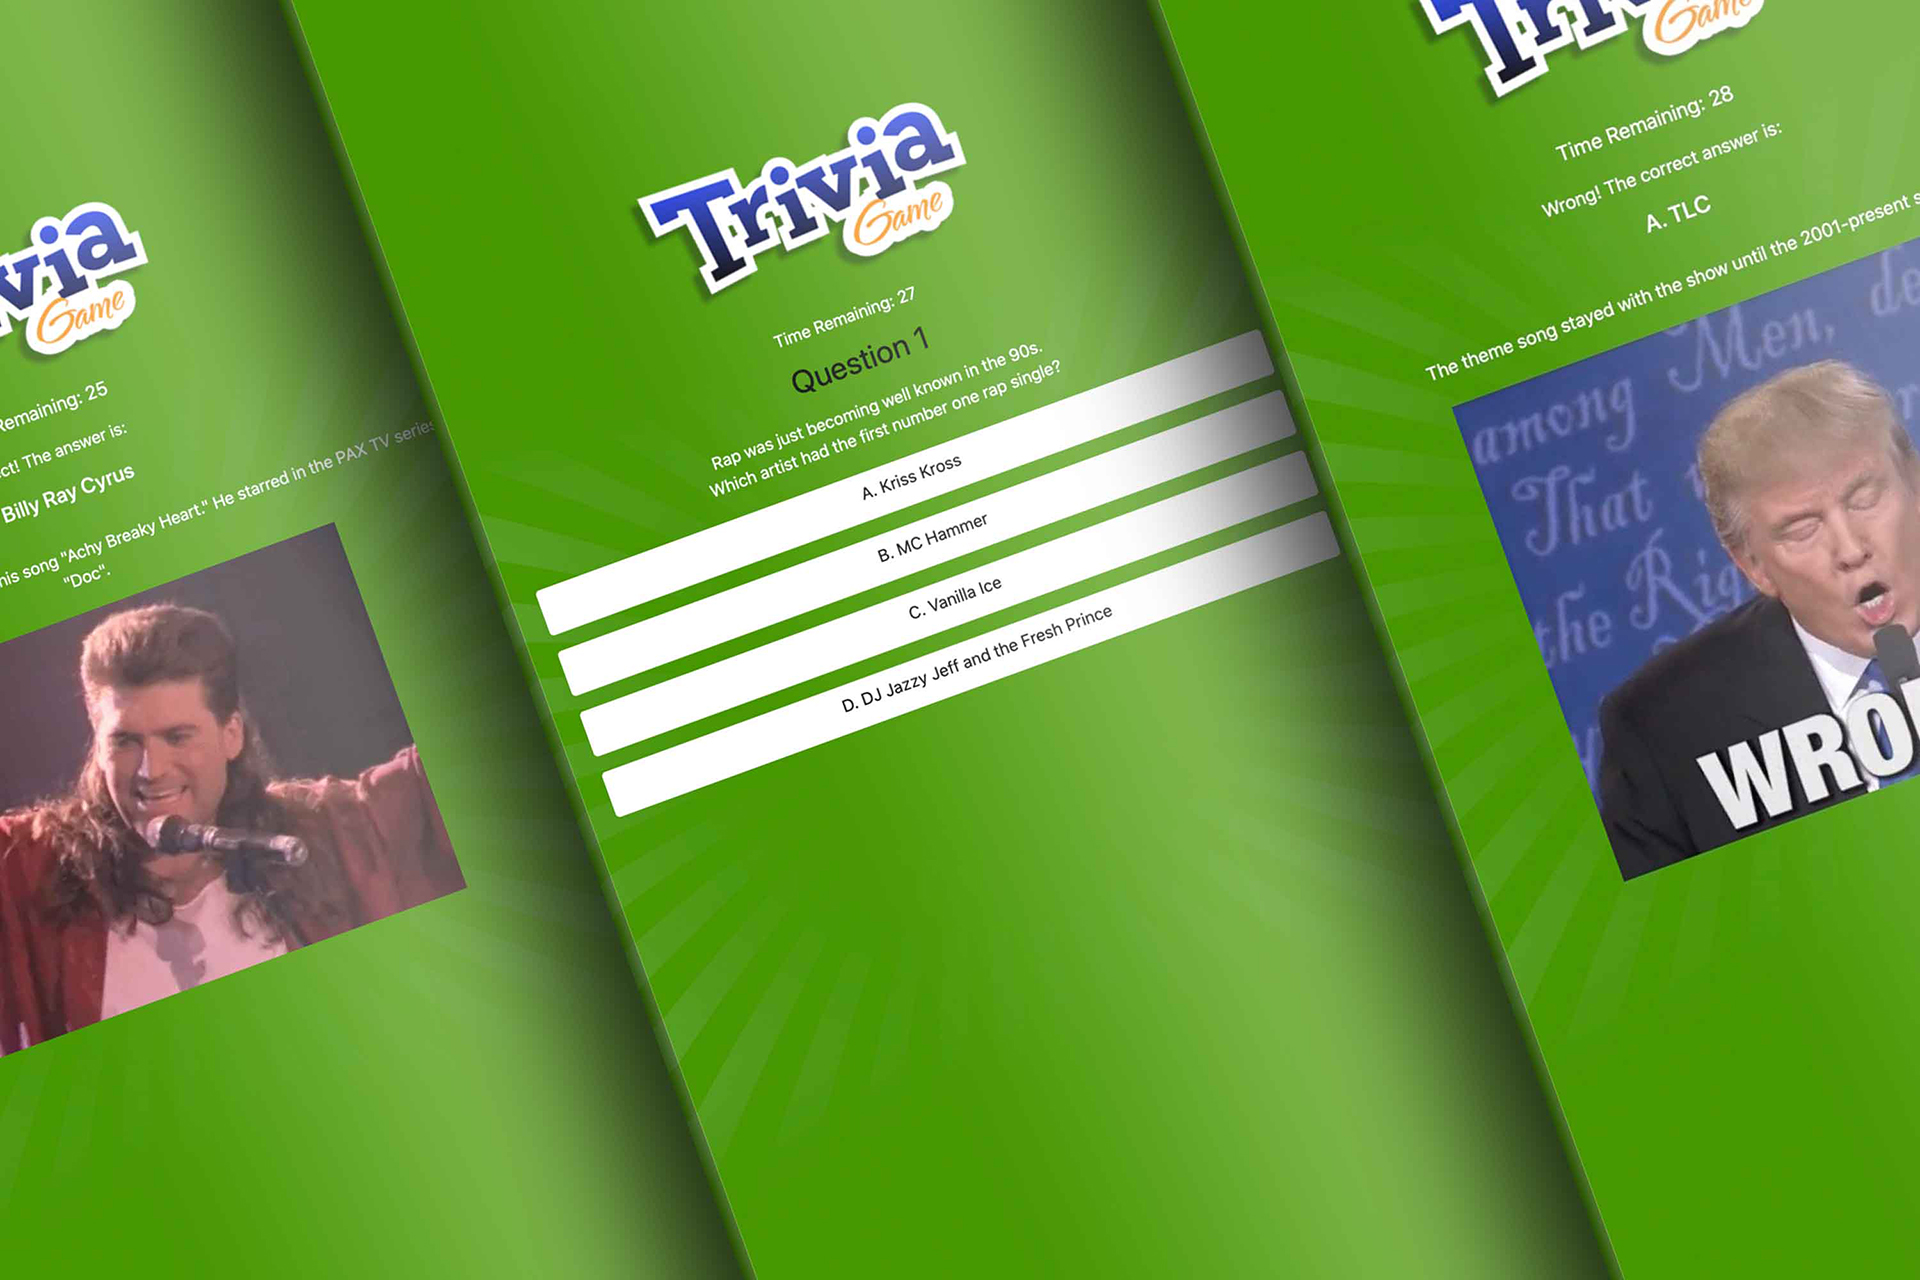 via
Game
Remaining: 25
ct! The answer is:
Billy Ray Cyrus
his song "Achy Breaky Heart." He starred in the PAX TV series
"Doc".
Trivia
Game
Time Remaining: 27
Question 1
Rap was just becoming well known in the 90s.
Which artist had the first number one rap single?
A. Kriss Kross
B. MC Hammer
C. Vanilla Ice
D. DJ Jazzy Jeff and the Fresh Prince
Game
Time Remaining: 28
Wrong! The correct answer is:
A. TLC
The theme song stayed with the show until the 2001-present s
among Men, de
That
the Rig
WRO